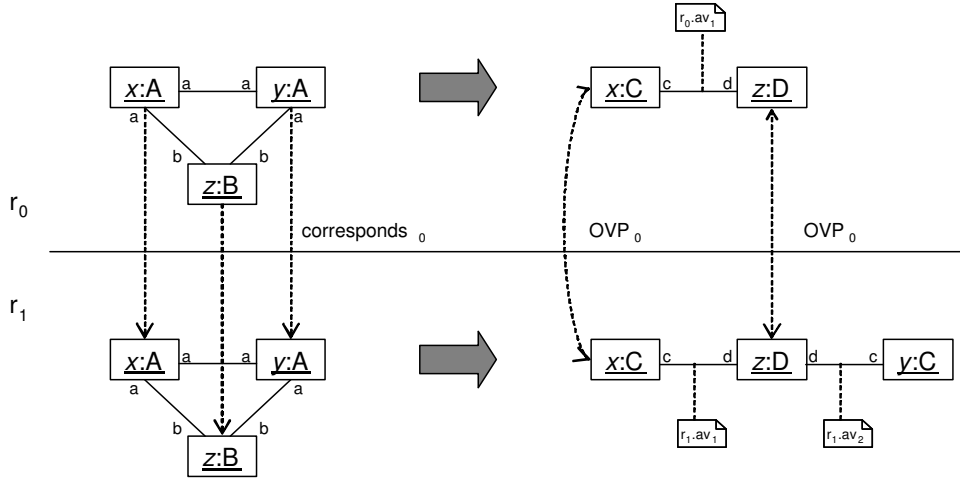 r0.av1
x:A a a y:A x:C c d z:D
a a
b b
z:B
r0
corresponds 0 OVP 0 OVP 0
r1
x:A a a y:A x:C c d z:D d c y:C
a a
b b
z:B
r1.av1 r1.av2